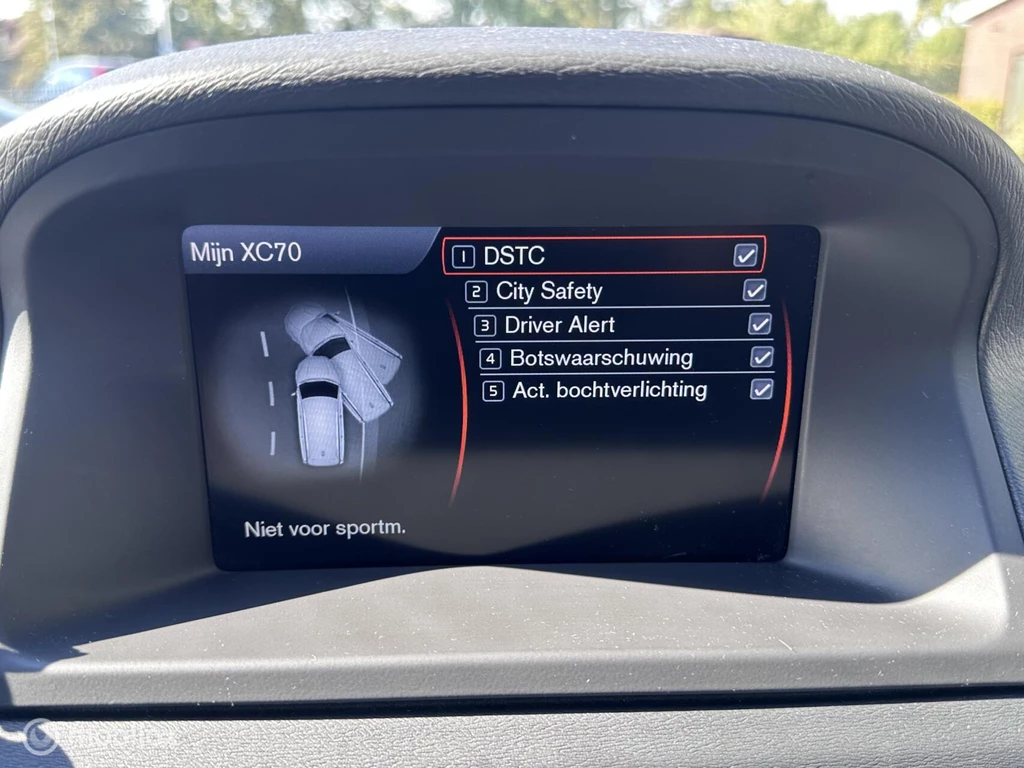 Mijn XC70
1 DSTC
2 City Safety
3 Driver Alert
4 Botswaarschuwing
5 Act. bochtverlichting
Niet voor sportm.